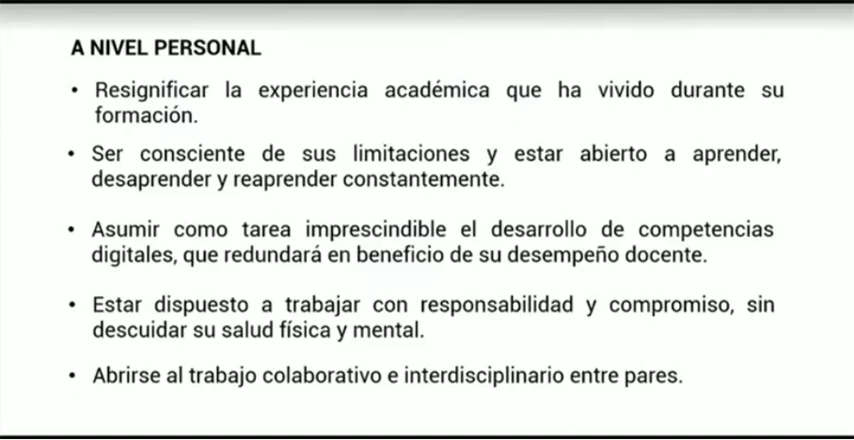 A NIVEL PERSONAL
• Resignificar la experiencia académica que ha vivido durante su
formación.
• Ser consciente de sus limitaciones y estar abierto a aprender,
desaprender y reaprender constantemente.
• Asumir como tarea imprescindible el desarrollo de competencias
digitales, que redundará en beneficio de su desempeño docente.
• Estar dispuesto a trabajar con responsabilidad y compromiso, sin
descuidar su salud física y mental.
• Abrirse al trabajo colaborativo e interdisciplinario entre pares.